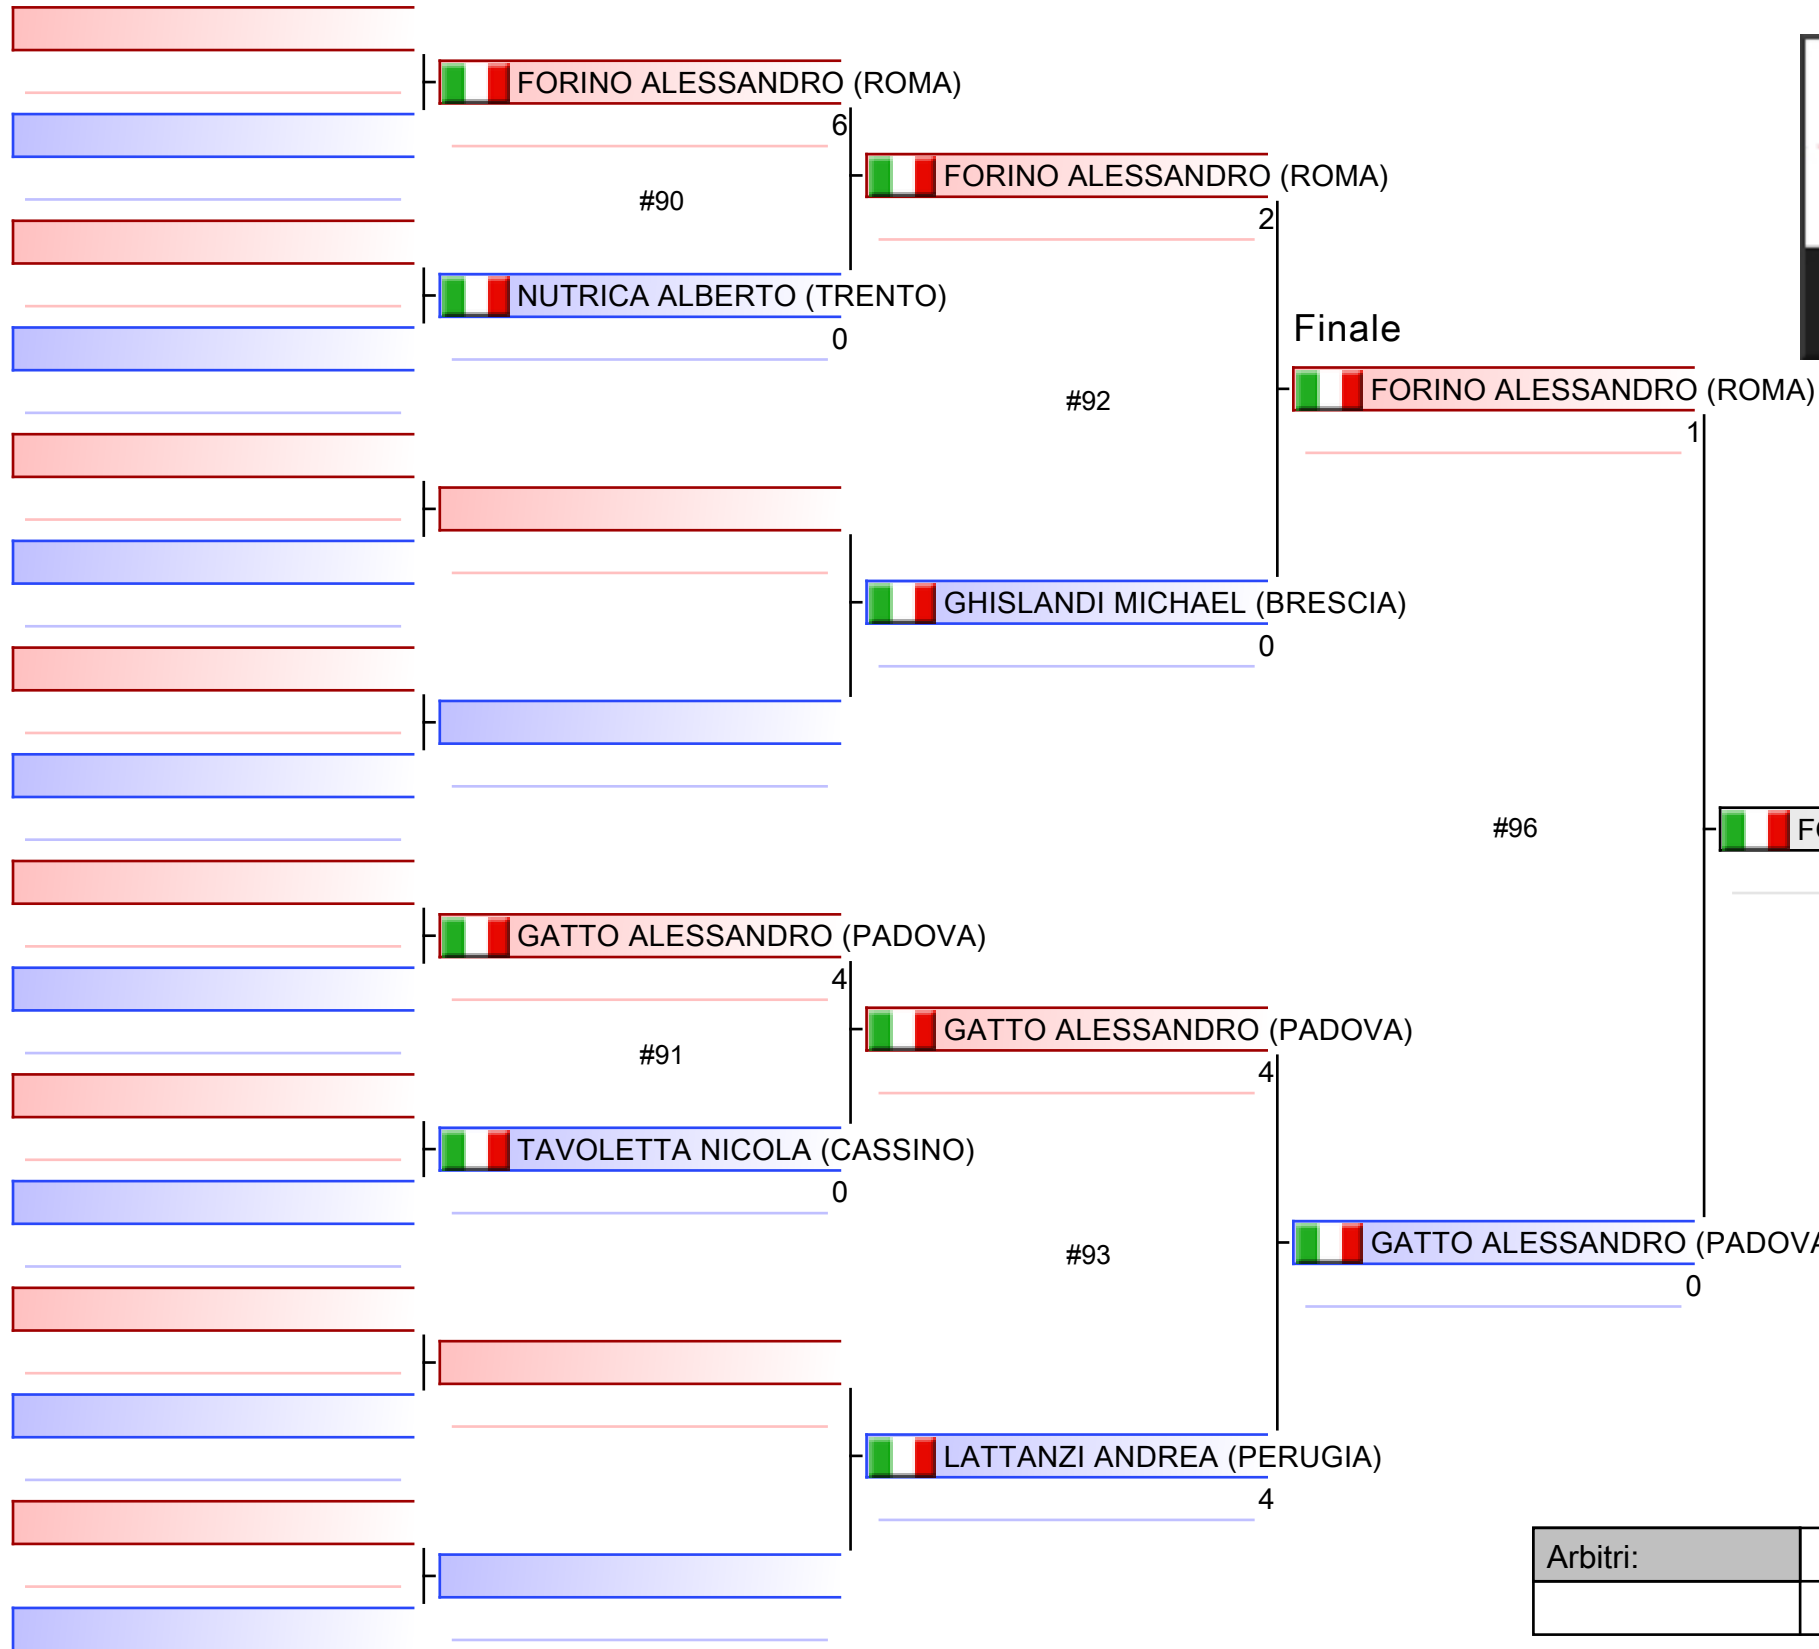 FORINO ALESSANDRO (ROMA)
6
#90
NUTRICA ALBERTO (TRENTO)
0
FORINO ALESSANDRO (ROMA)
2
#92
GHISLANDI MICHAEL (BRESCIA)
0
Finale
FORINO ALESSANDRO (ROMA)
1
#96
GATTO ALESSANDRO (PADOVA)
4
#91
TAVOLETTA NICOLA (CASSINO)
0
GATTO ALESSANDRO (PADOVA)
4
#93
LATTANZI ANDREA (PERUGIA)
4
GATTO ALESSANDRO (PADOVA
0
Arbitri: